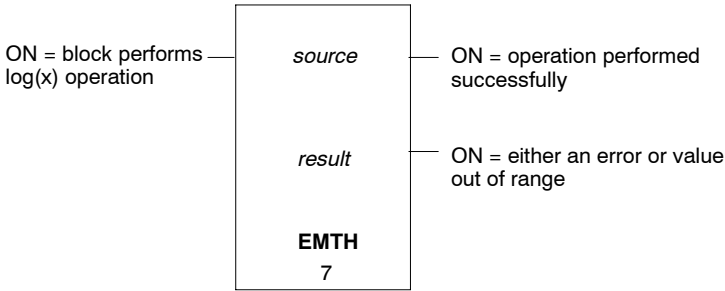 ON = block performs
log(x) operation
source
ON = operation performed
successfully
result
ON = either an error or value
out of range
EMTH
7